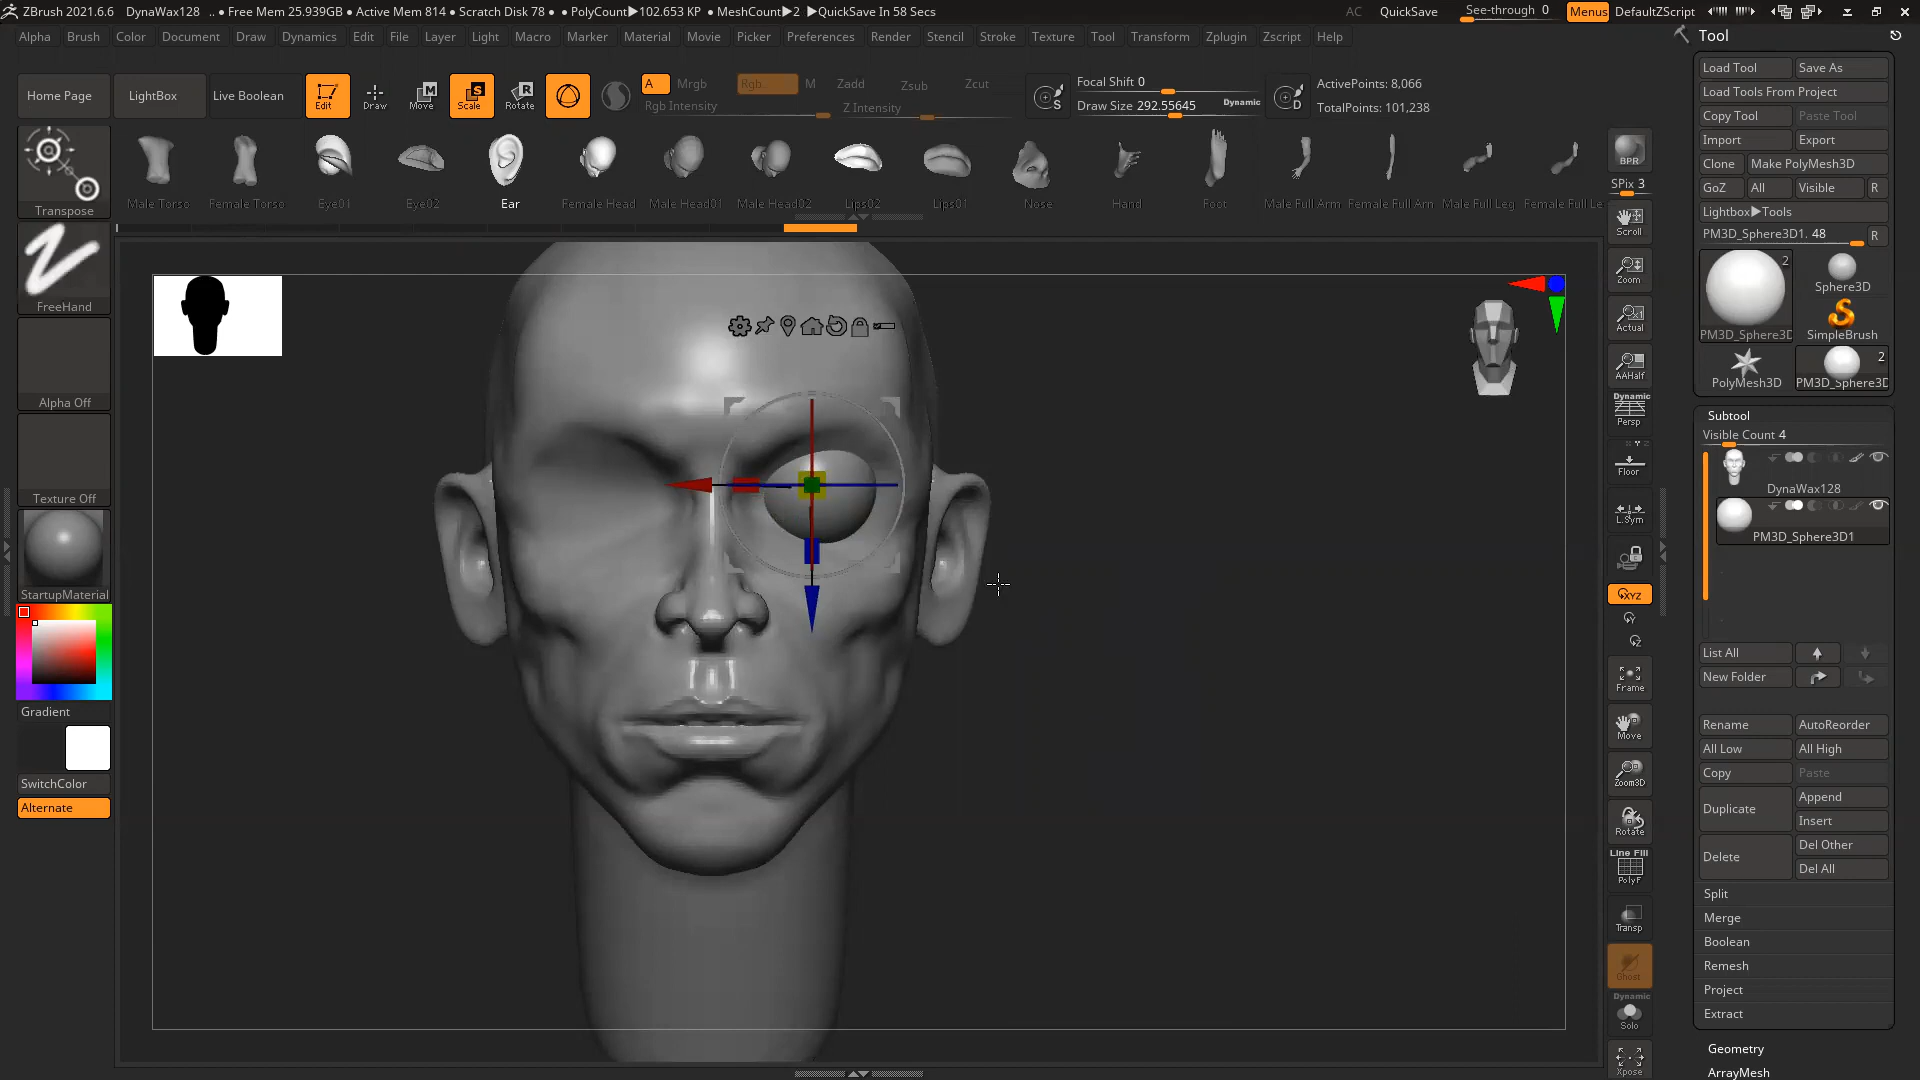 ZBrush 2021.6.6 DynaWax128 .. ● Free Mem 25.939GB ● Active Mem 814 ● Scratch Disk 78 ● ● PolyCount▶102.653 KP ● MeshCount▶2 ▶QuickSave In 58 Secs AC QuickSave See-through 0 Menus DefaultZScript
Alpha Brush Color Document Draw Dynamics Edit File Layer Light Macro Marker Material Movie Picker Preferences Render Stencil Stroke Texture Tool Transform Zplugin Zscript Help
Home Page LightBox Live Boolean Edit Draw Move Scale Rotate
M S R
A Mrgb Rgb M Zadd Zsub Zcut
Rgb Intensity Z Intensity
S Focal Shift 0
Draw Size 292.55645 Dynamic
D ActivePoints: 8,066
TotalPoints: 101,238
Transpose
FreeHand
Alpha Off
Texture Off
StartupMaterial
Gradient
SwitchColor
Alternate
Male Torso Female Torso Eye01 Eye02 Ear Female Head Male Head01 Male Head02 Lips02 Lips01 Nose Hand Foot Male Full Arm Female Full Arm Male Full Leg Female Full Le
BPR
SPix 3
Scroll
Zoom
Actual
AAHalf
Dynamic
Persp
Floor
L.Sym
XYZ
Frame
Move
Zoom3D
Rotate
Line Fill
PolyF
Transp
Ghost
Dynamic
Solo
Xpose
Tool
Load Tool Save As
Load Tools From Project
Copy Tool Paste Tool
Import Export
Clone Make PolyMesh3D
GoZ All Visible R
Lightbox▶Tools
PM3D_Sphere3D1. 48 R
2
Sphere3D
PM3D_Sphere3D SimpleBrush
2
PolyMesh3D PM3D_Sphere3D
Subtool
Visible Count 4
DynaWax128
PM3D_Sphere3D1
List All
New Folder
Rename AutoReorder
All Low All High
Copy Paste
Duplicate Append
Insert
Delete Del Other
Del All
Split
Merge
Boolean
Remesh
Project
Extract
Geometry
ArrayMesh